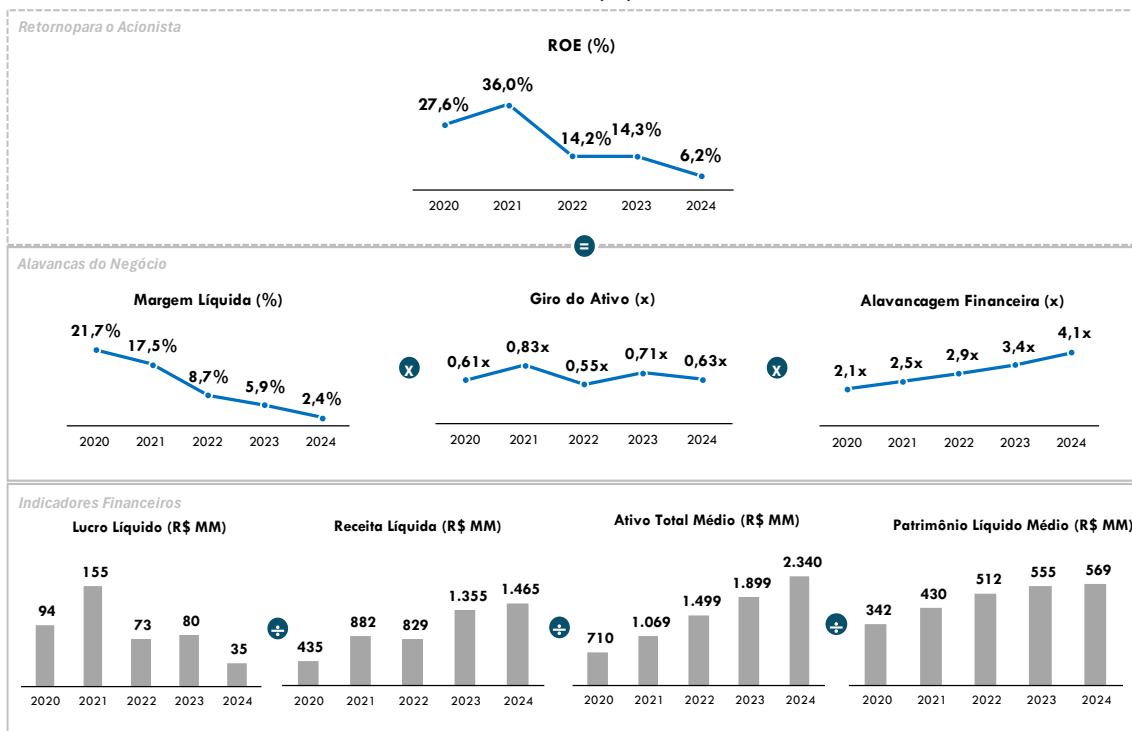 Retornopara o Acionista
ROE (%)
27,6%
36,0%
14,2%
14,3%
6,2%
2020 2021 2022 2023 2024
=
Alavancas do Negócio
Margem Líquida (%)
21,7%
17,5%
8,7%
5,9%
2,4%
2020 2021 2022 2023 2024
x
Giro do Ativo (x)
0,61x
0,83x
0,55x
0,71x
0,63x
2020 2021 2022 2023 2024
x
Alavancagem Financeira (x)
2,1x
2,5x
2,9x
3,4x
4,1x
2020 2021 2022 2023 2024
Indicadores Financeiros
Lucro Líquido (R$ MM)
94
155
73
80
35
2020 2021 2022 2023 2024
÷
Receita Líquida (R$ MM)
435
882
829
1.355
1.465
2020 2021 2022 2023 2024
÷
Ativo Total Médio (R$ MM)
710
1.069
1.499
1.899
2.340
2020 2021 2022 2023 2024
÷
Patrimônio Líquido Médio (R$ MM)
342
430
512
555
569
2020 2021 2022 2023 2024